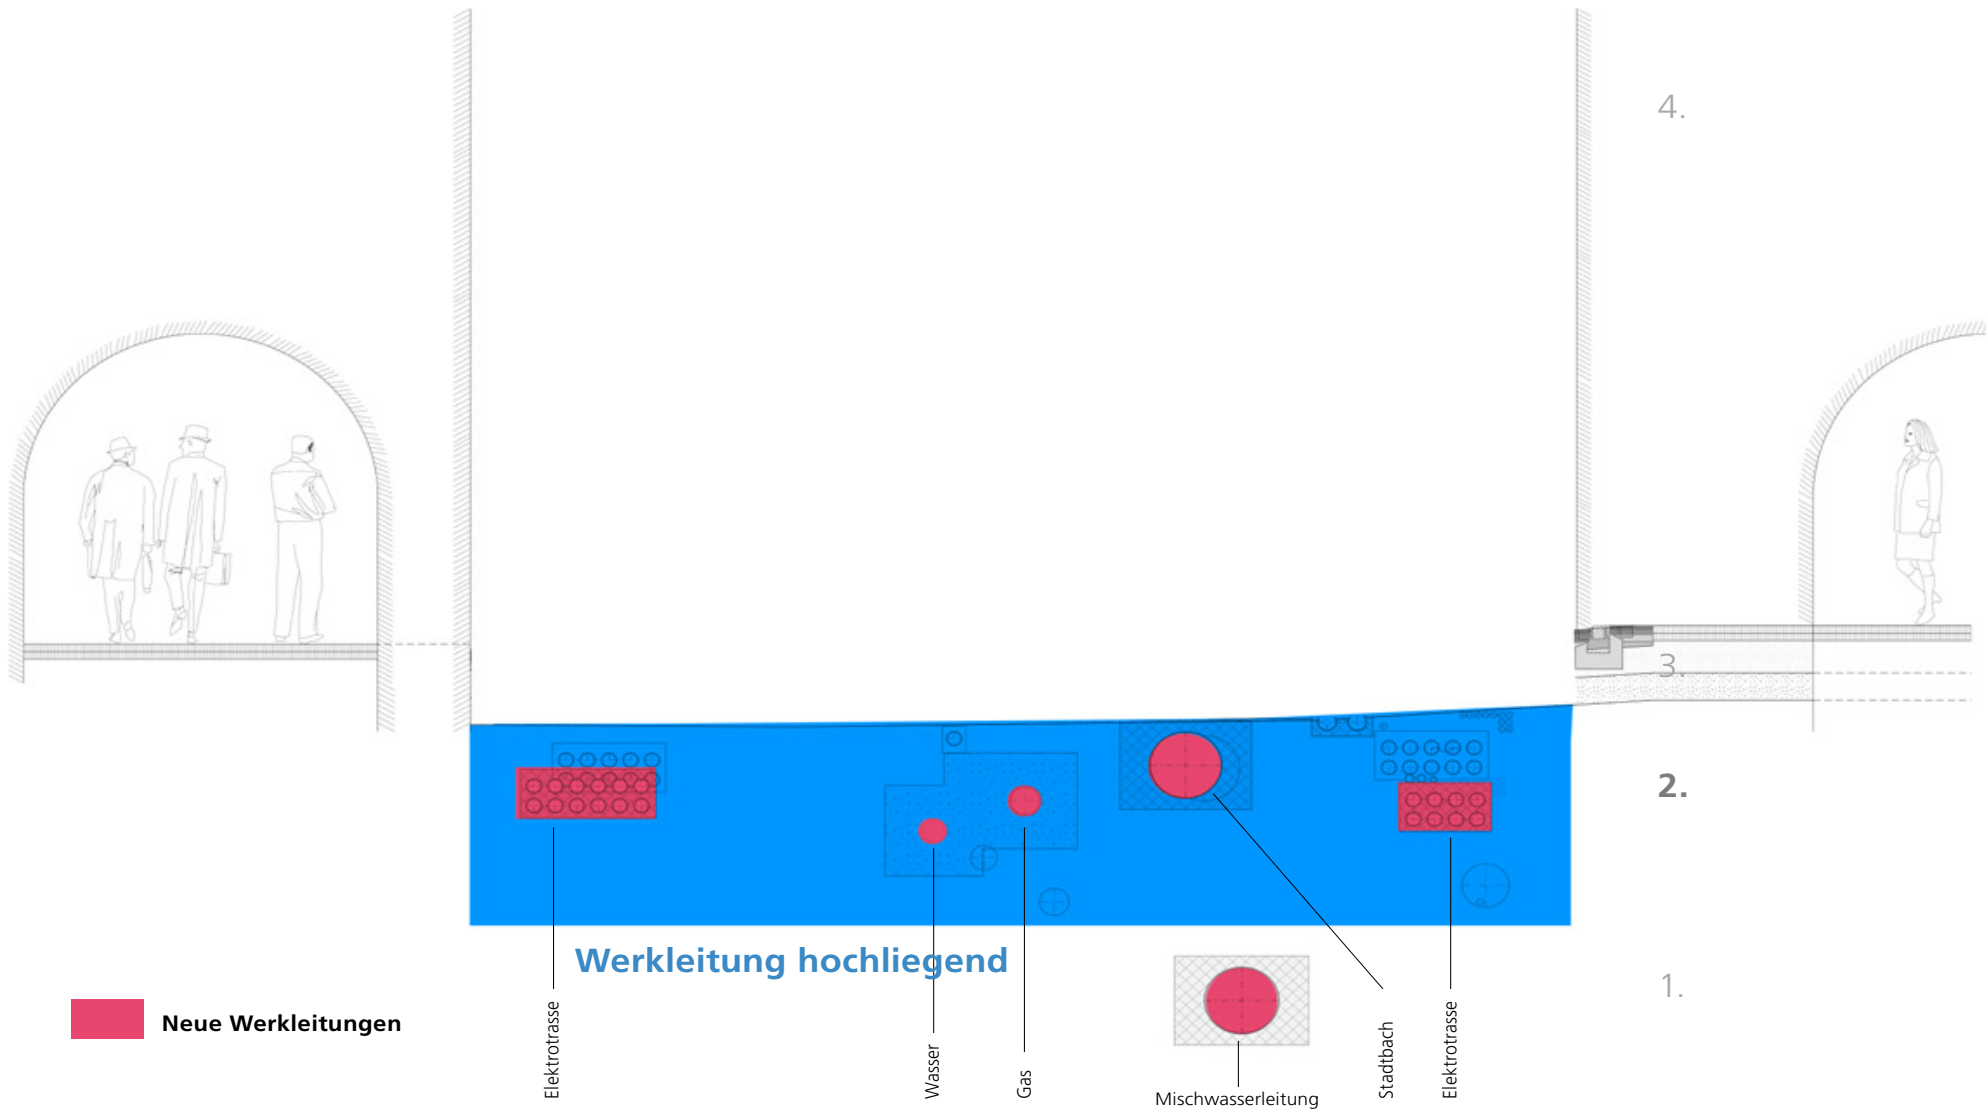 4.
3.
2.
Werkleitung hochliegend
1.
Neue Werkleitungen
Elektrotrasse
Wasser
Gas
Mischwasserleitung
Stadtbach
Elektrotrasse